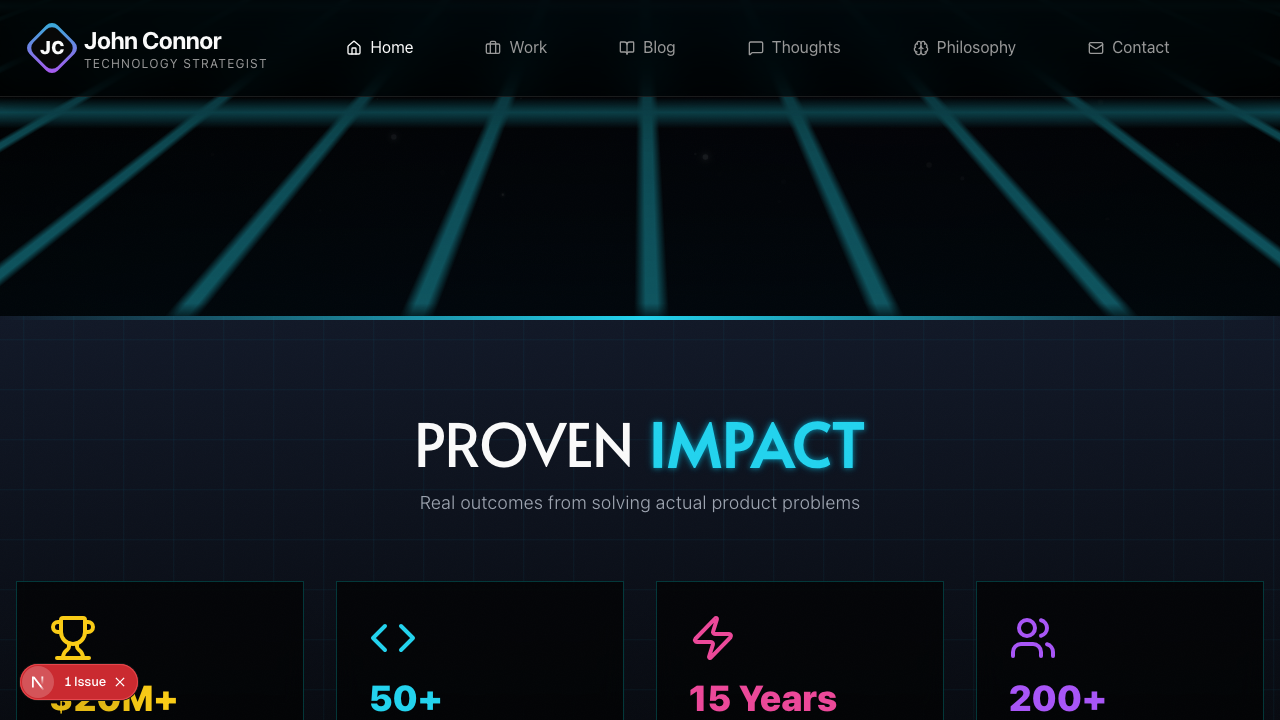 JC
John Connor
TECHNOLOGY STRATEGIST
Home
Work
Blog
Thoughts
Philosophy
Contact
PROVEN IMPACT
Real outcomes from solving actual product problems
N 1 Issue
$20M+
50+
15 Years
200+